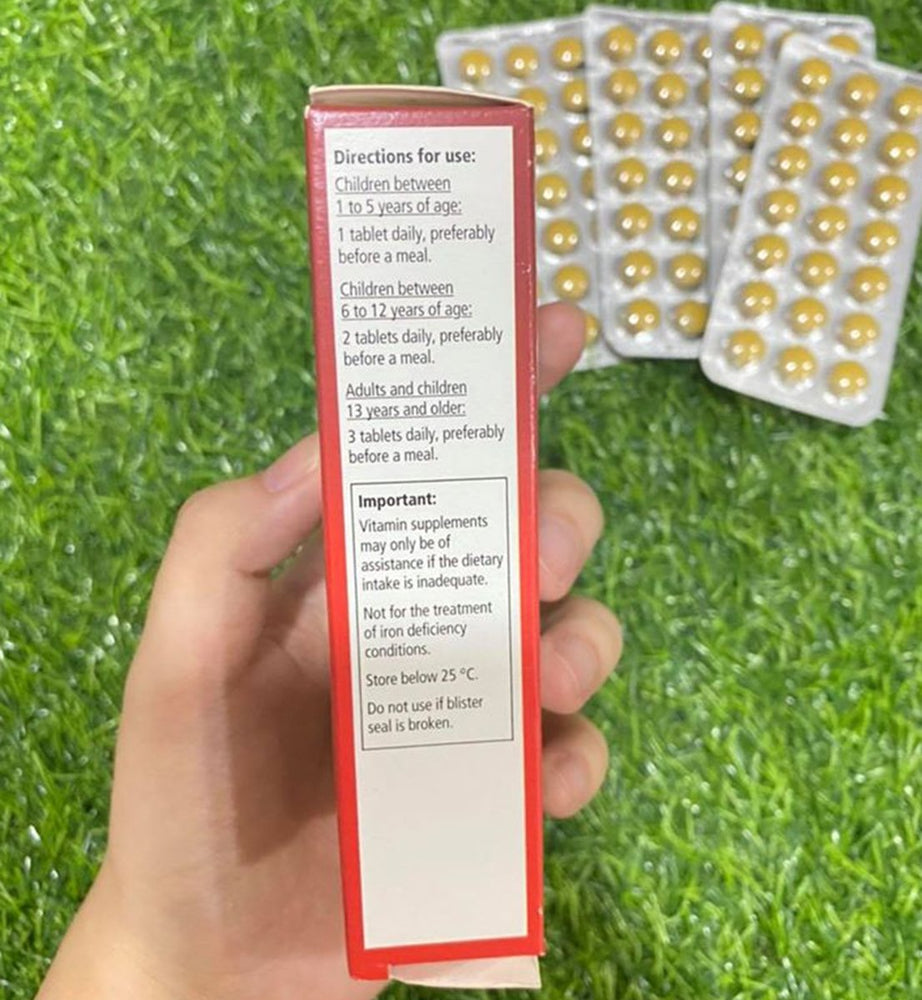 Directions for use:
Children between
1 to 5 years of age:
1 tablet daily, preferably
before a meal.
Children between
6 to 12 years of age:
2 tablets daily, preferably
before a meal.
Adults and children
13 years and older:
3 tablets daily, preferably
before a meal.
Important:
Vitamin supplements
may only be of
assistance if the dietary
intake is inadequate.
Not for the treatment
of iron deficiency
conditions.
Store below 25 °C.
Do not use if blister
seal is broken.